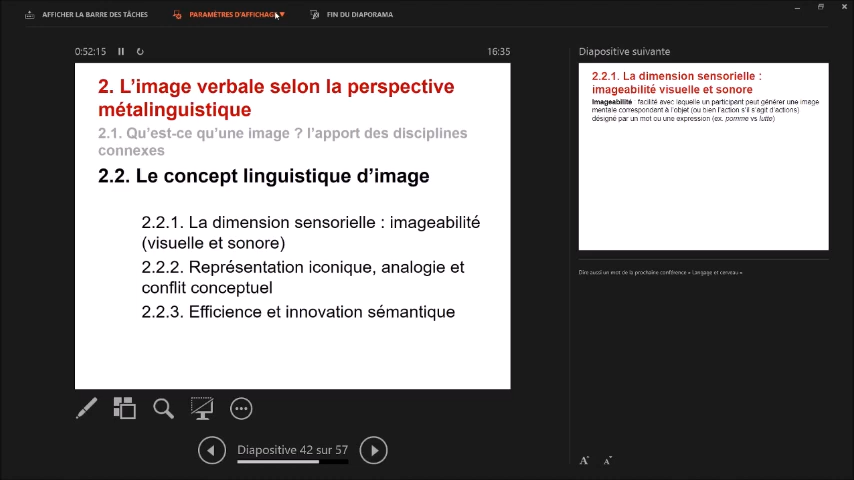 AFFICHER LA BARRE DES TÂCHES
PARAMÈTRES D'AFFICHAGE
FIN DU DIAPORAMA
0:52:15
16:35
2. L’image verbale selon la perspective
métalinguistique
2.1. Qu’est-ce qu’une image ? l’apport des disciplines
connexes
2.2. Le concept linguistique d’image
2.2.1. La dimension sensorielle : imageabilité
(visuelle et sonore)
2.2.2. Représentation iconique, analogie et
conflit conceptuel
2.2.3. Efficience et innovation sémantique
Diapositive 42 sur 57
Diapositive suivante
2.2.1. La dimension sensorielle :
imageabilité visuelle et sonore
Imageabilité : facilité avec laquelle un participant peut générer une image
mentale correspondant à l’objet (ou bien l’action s’il s’agit d’actions)
désigné par un mot ou une expression (ex. pomme vs lutte)
Dire aussi un mot de la prochaine conférence « Langage et cerveau »
A A